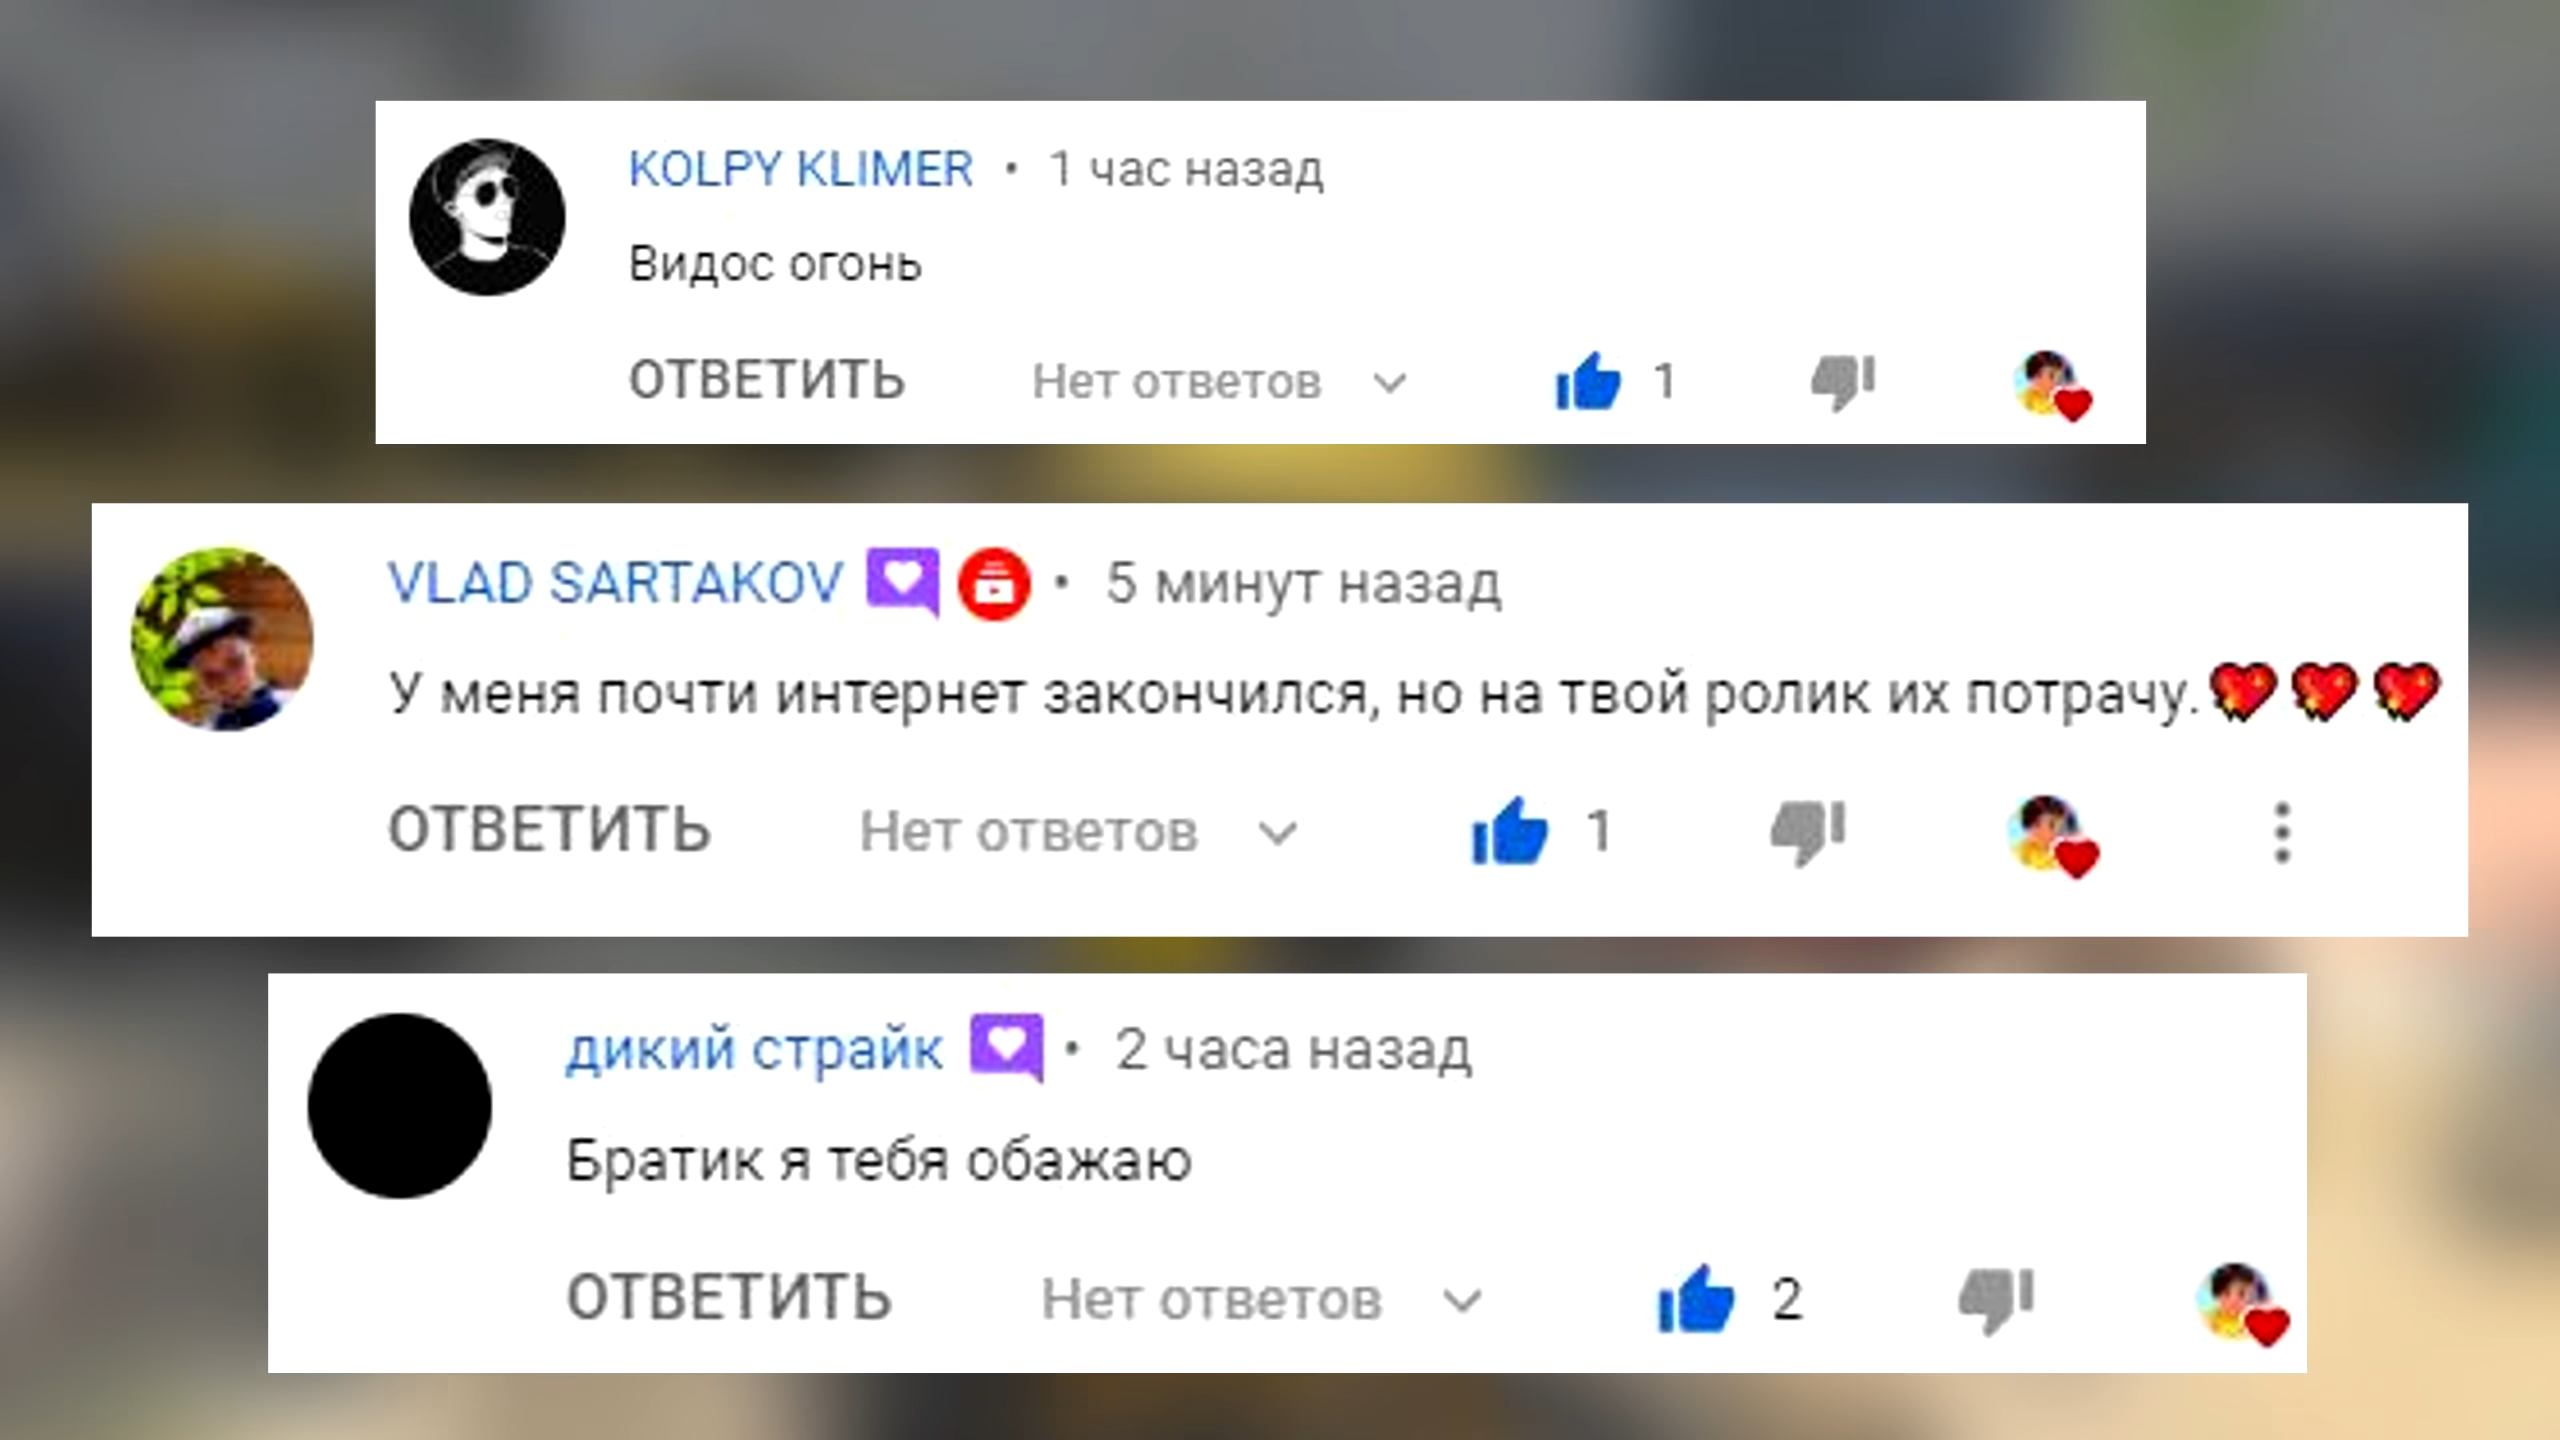 KOLPY KLIMER • 1 час назад
Видос огонь
ОТВЕТИТЬ Нет ответов 1
VLAD SARTAKOV • 5 минут назад
У меня почти интернет закончился, но на твой ролик их потрачу.💘💘💘
ОТВЕТИТЬ Нет ответов 1
дикий страйк • 2 часа назад
Братик я тебя обажаю
ОТВЕТИТЬ Нет ответов 2